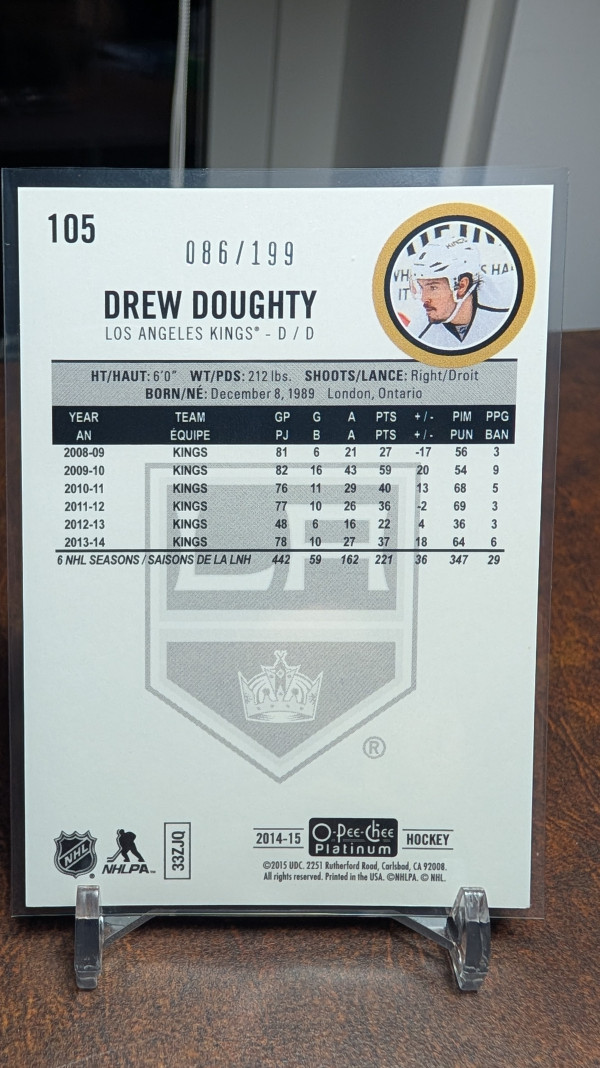 105
086/199
DREW DOUGHTY
LOS ANGELES KINGS® - D / D
HT/HAUT: 6'0" WT/PDS: 212 lbs. SHOOTS/LANCE: Right/Droit
BORN/NÉ: December 8, 1989 London, Ontario
YEAR TEAM GP G A PTS +/- PIM PPG
AN ÉQUIPE PJ B A PTS +/- PUN BAN
2008-09 KINGS 81 6 21 27 -17 56 3
2009-10 KINGS 82 16 43 59 20 54 9
2010-11 KINGS 76 11 29 40 13 68 5
2011-12 KINGS 77 10 26 36 -2 69 3
2012-13 KINGS 48 6 16 22 4 36 3
2013-14 KINGS 78 10 27 37 18 64 6
6 NHL SEASONS / SAISONS DE LA LNH 442 59 162 221 36 347 29
LA
®
NHL
NHLPA™
33ZJQ
2014-15 O-Pee-Chee Platinum HOCKEY
©2015 UDC. 2251 Rutherford Road, Carlsbad, CA 92008.
All rights reserved. Printed in the USA. ©NHLPA. © NHL.